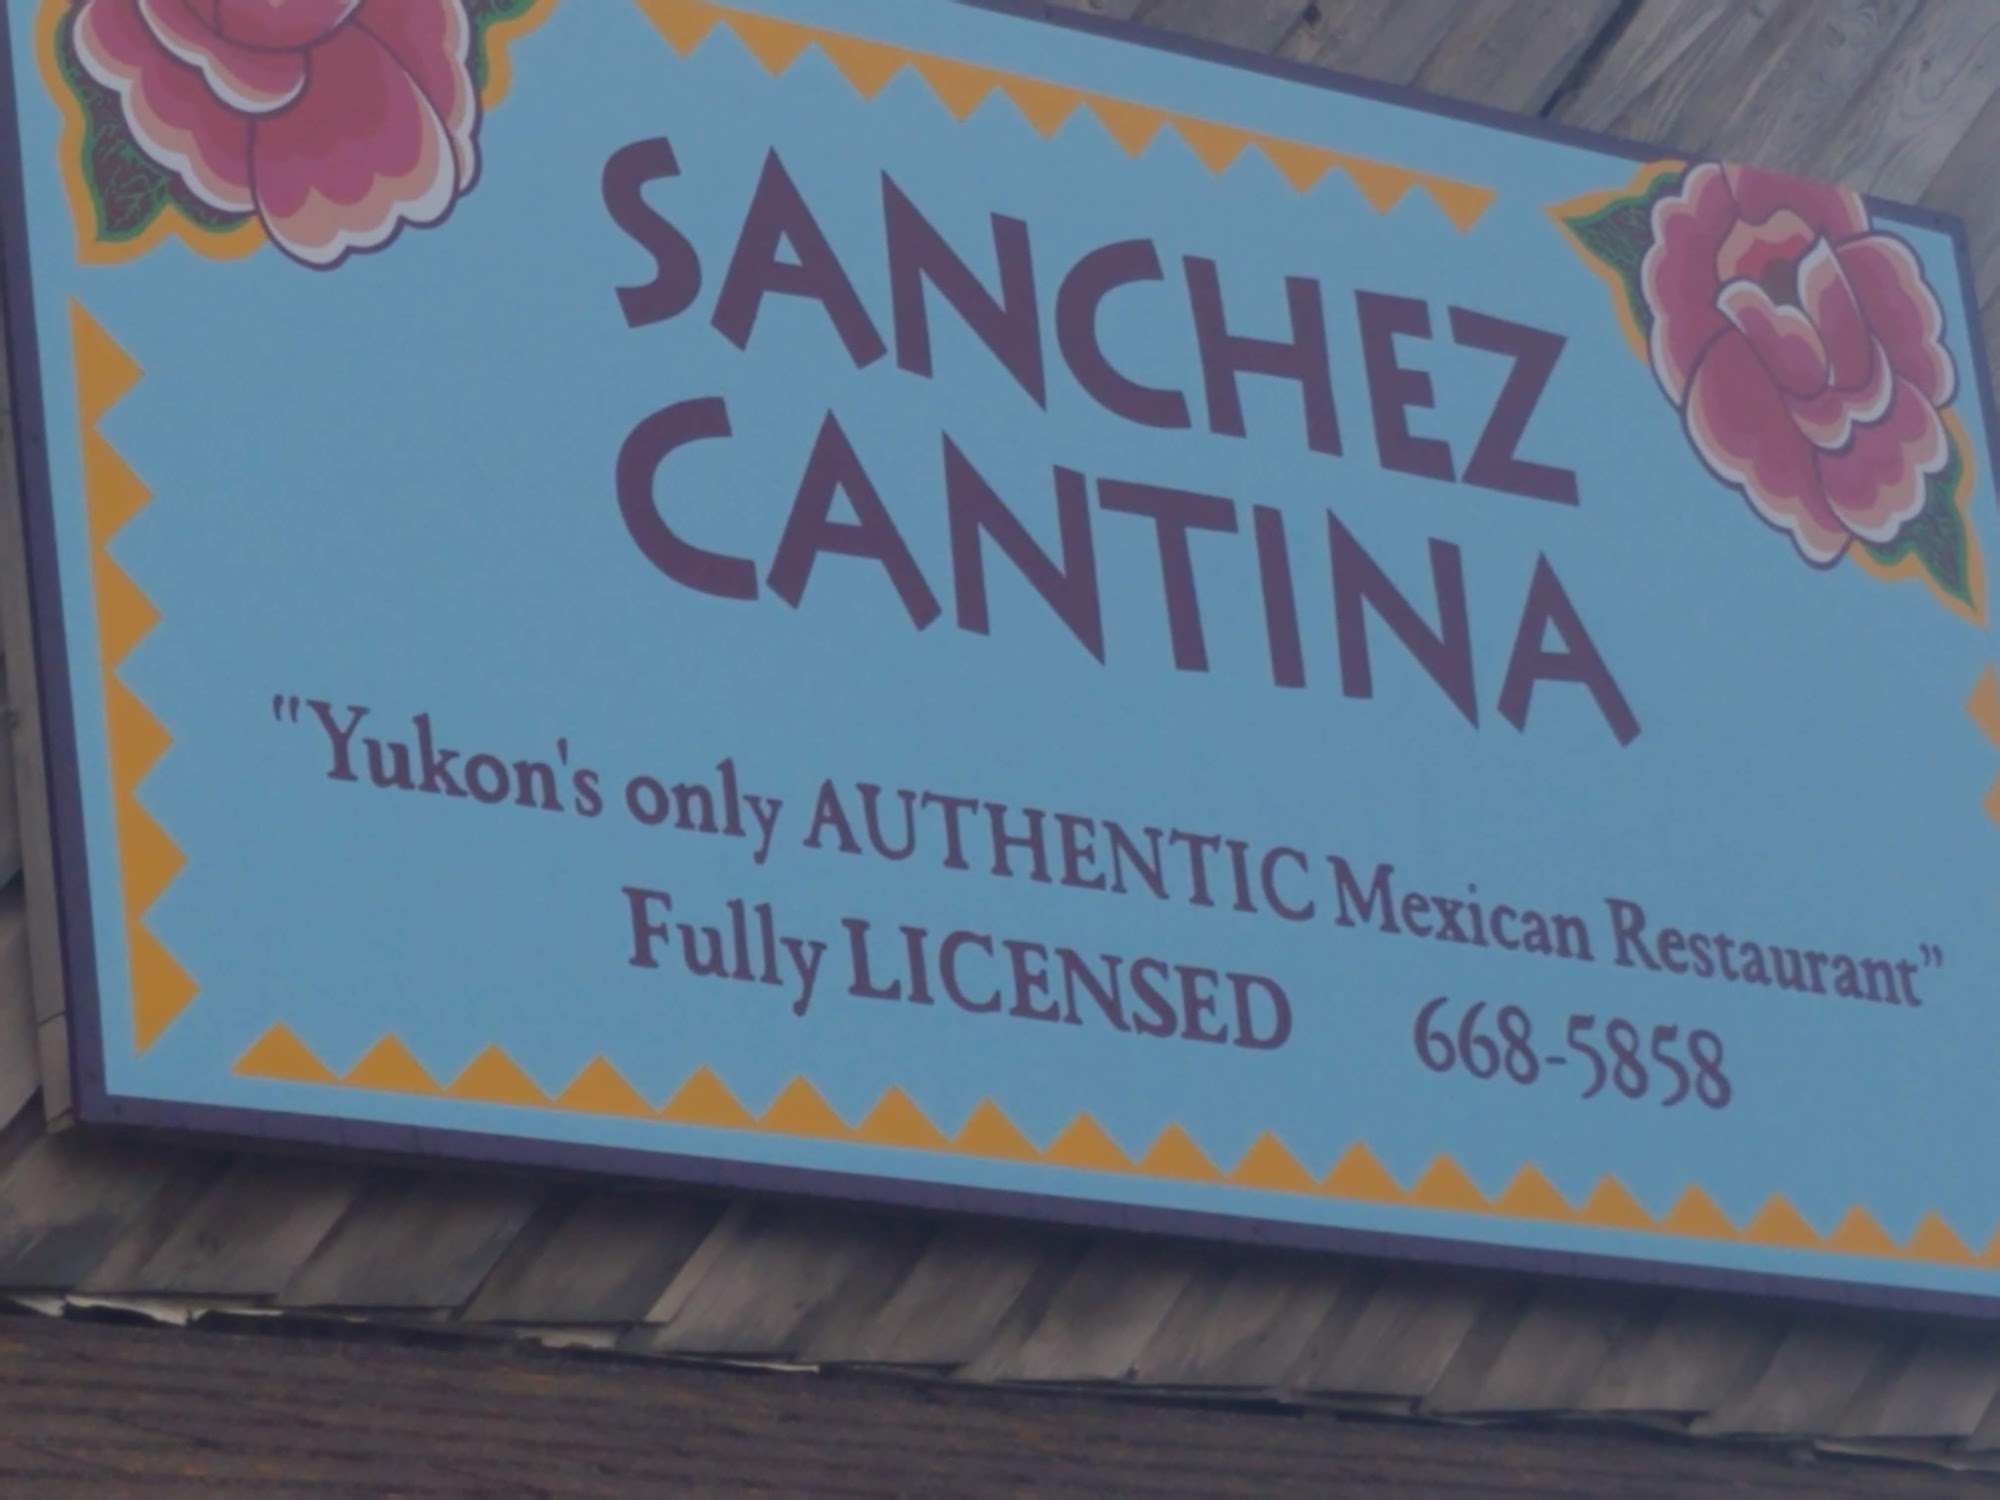 SANCHEZ
CANTINA
"Yukon's only AUTHENTIC Mexican Restaurant”
Fully LICENSED 668-5858